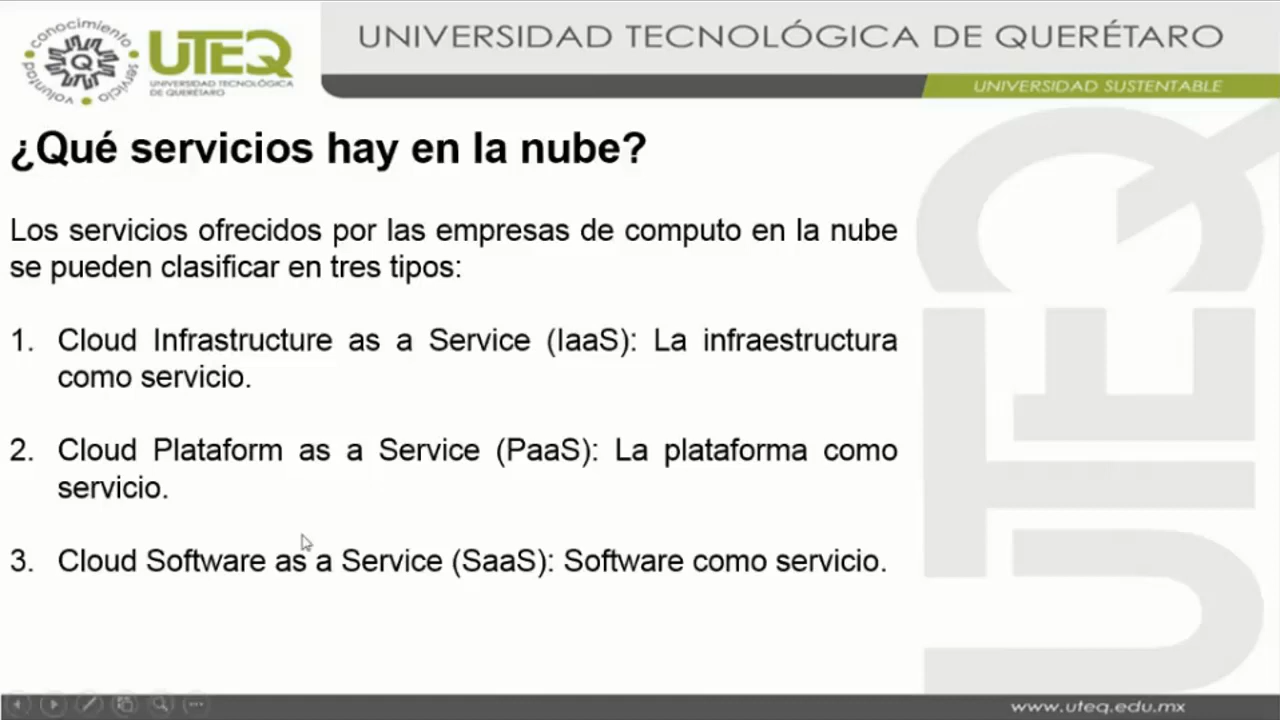 conocimiento
servicio
voluntad
Q
UTEQ
UNIVERSIDAD TECNOLÓGICA
DE QUERÉTARO
UNIVERSIDAD TECNOLÓGICA DE QUERÉTARO
UNIVERSIDAD SUSTENTABLE
¿Qué servicios hay en la nube?
Los servicios ofrecidos por las empresas de computo en la nube
se pueden clasificar en tres tipos:
1. Cloud Infrastructure as a Service (IaaS): La infraestructura
como servicio.
2. Cloud Plataform as a Service (PaaS): La plataforma como
servicio.
3. Cloud Software as a Service (SaaS): Software como servicio.
UTEQ
www.uteq.edu.mx